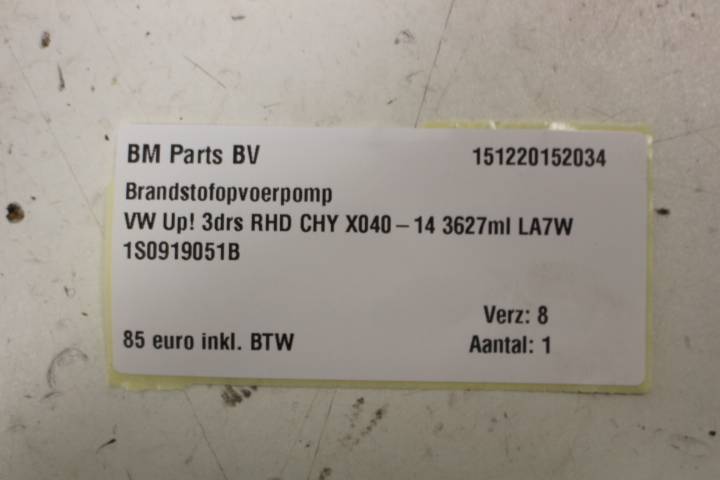 BM Parts BV 151220152034
Brandstofopvoerpomp
VW Up! 3drs RHD CHY X040 – 14 3627ml LA7W
1S0919051B
Verz: 8
85 euro inkl. BTW Aantal: 1